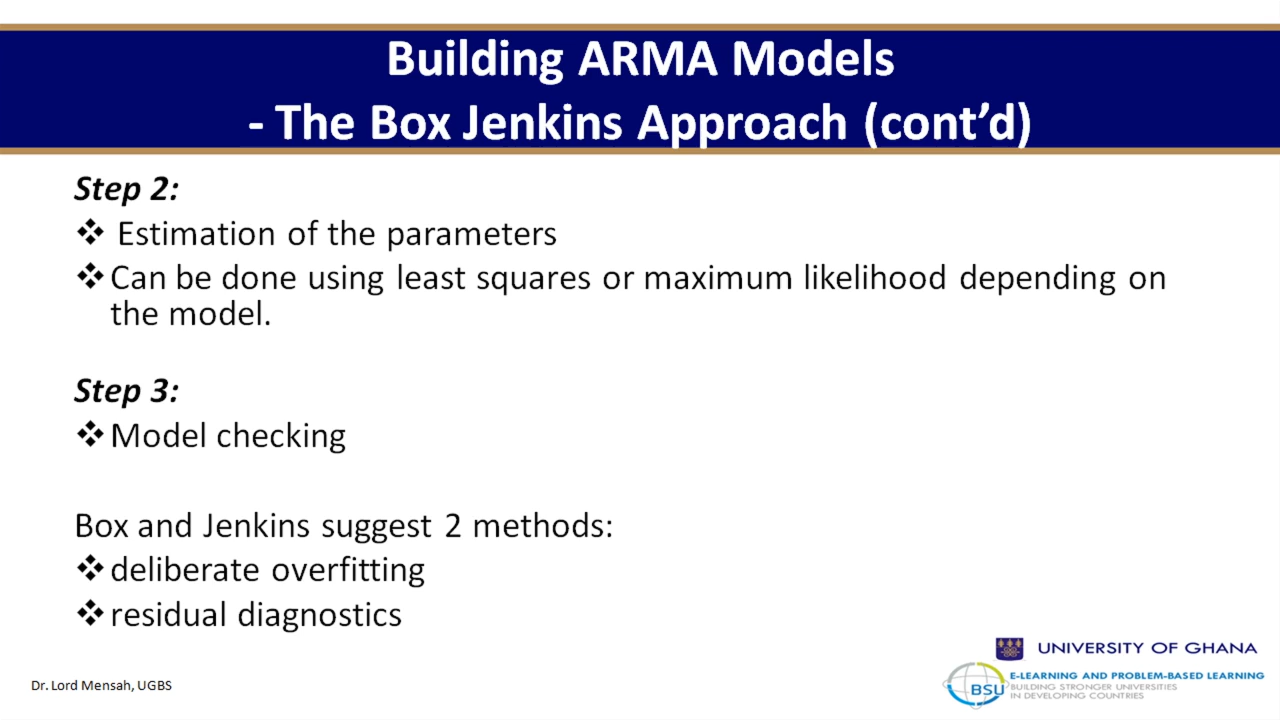 Building ARMA Models
- The Box Jenkins Approach (cont’d)
Step 2:
❖ Estimation of the parameters
❖ Can be done using least squares or maximum likelihood depending on
the model.
Step 3:
❖ Model checking
Box and Jenkins suggest 2 methods:
❖ deliberate overfitting
❖ residual diagnostics
UNIVERSITY OF GHANA
Dr. Lord Mensah, UGBS
BSU
E-LEARNING AND PROBLEM-BASED LEARNING
BUILDING STRONGER UNIVERSITIES
IN DEVELOPING COUNTRIES